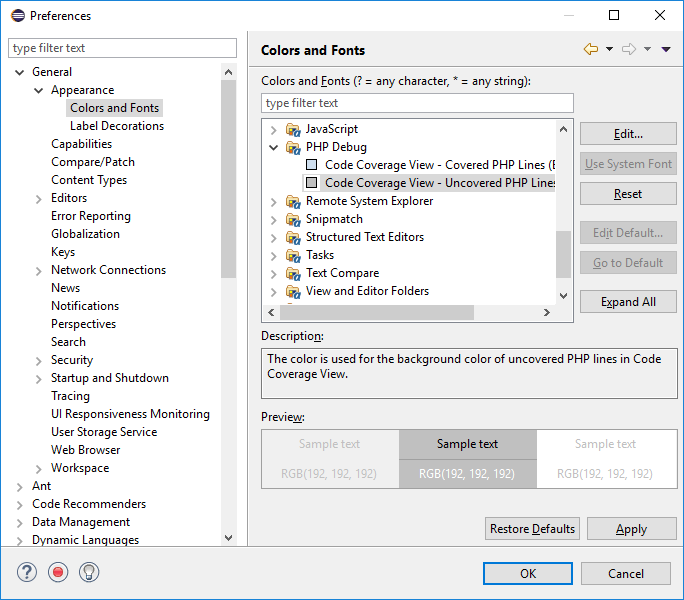 Preferences
type filter text
General
Appearance
Colors and Fonts
Label Decorations
Capabilities
Compare/Patch
Content Types
Editors
Error Reporting
Globalization
Keys
Network Connections
News
Notifications
Perspectives
Search
Security
Startup and Shutdown
Tracing
UI Responsiveness Monitoring
User Storage Service
Web Browser
Workspace
Ant
Code Recommenders
Data Management
Dynamic Languages
Colors and Fonts
Colors and Fonts (? = any character, * = any string):
type filter text
JavaScript
PHP Debug
Code Coverage View - Covered PHP Lines (
Code Coverage View - Uncovered PHP Lines
Remote System Explorer
Snipmatch
Structured Text Editors
Tasks
Text Compare
View and Editor Folders
Edit...
Use System Font
Reset
Edit Default...
Go to Default
Expand All
Description:
The color is used for the background color of uncovered PHP lines in Code
Coverage View.
Preview:
Sample text Sample text Sample text
RGB(192, 192, 192) RGB(192, 192, 192) RGB(192, 192, 192)
Restore Defaults Apply
? OK Cancel